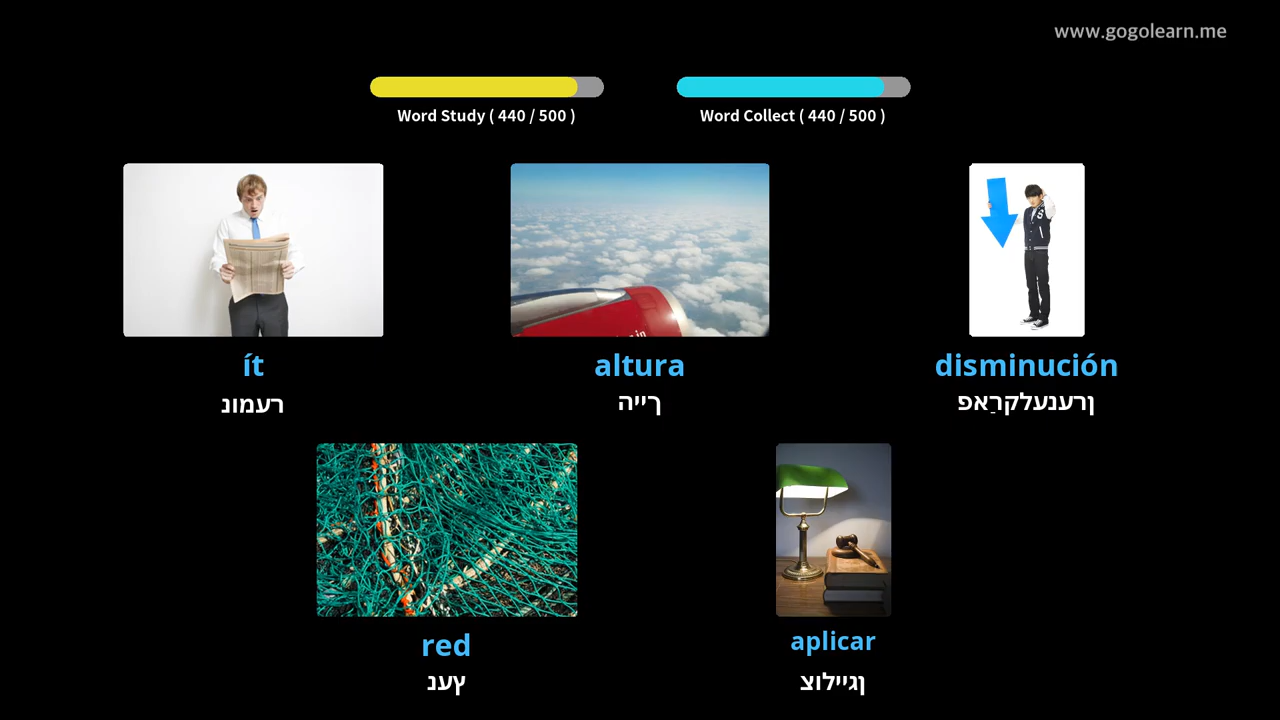 www.gogolearn.me
Word Study ( 440 / 500 )
Word Collect ( 440 / 500 )
ít
רעמונ
altura
ךייה
disminución
ןרענעלקרַאפ
red
ץענ
aplicar
ןגיילוצ